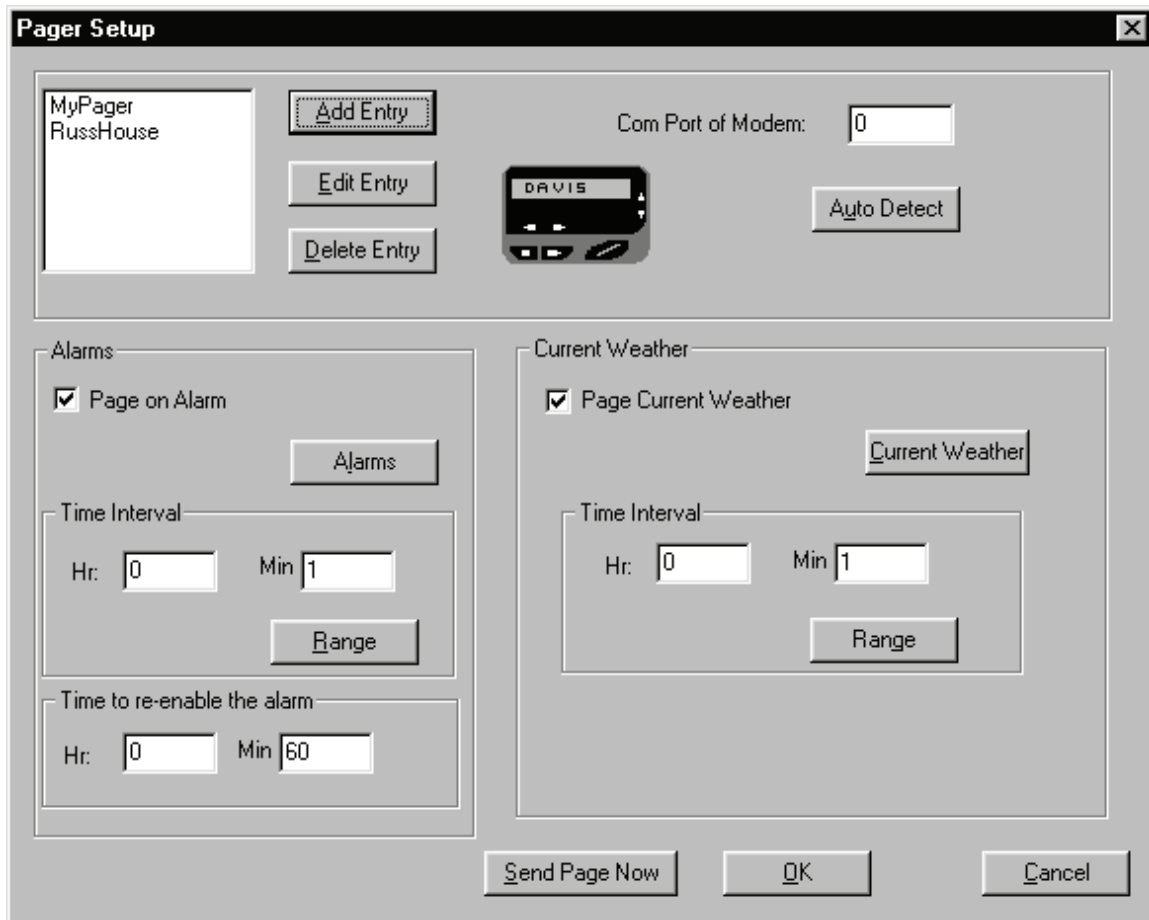 Pager Setup
MyPager
RussHouse
Add Entry
Edit Entry
Delete Entry
DAVIS
Com Port of Modem: 0
Auto Detect
Alarms
Page on Alarm
Alarms
Time Interval
Hr: 0 Min 1
Range
Time to re-enable the alarm
Hr: 0 Min 60
Current Weather
Page Current Weather
Current Weather
Time Interval
Hr: 0 Min 1
Range
Send Page Now
OK
Cancel